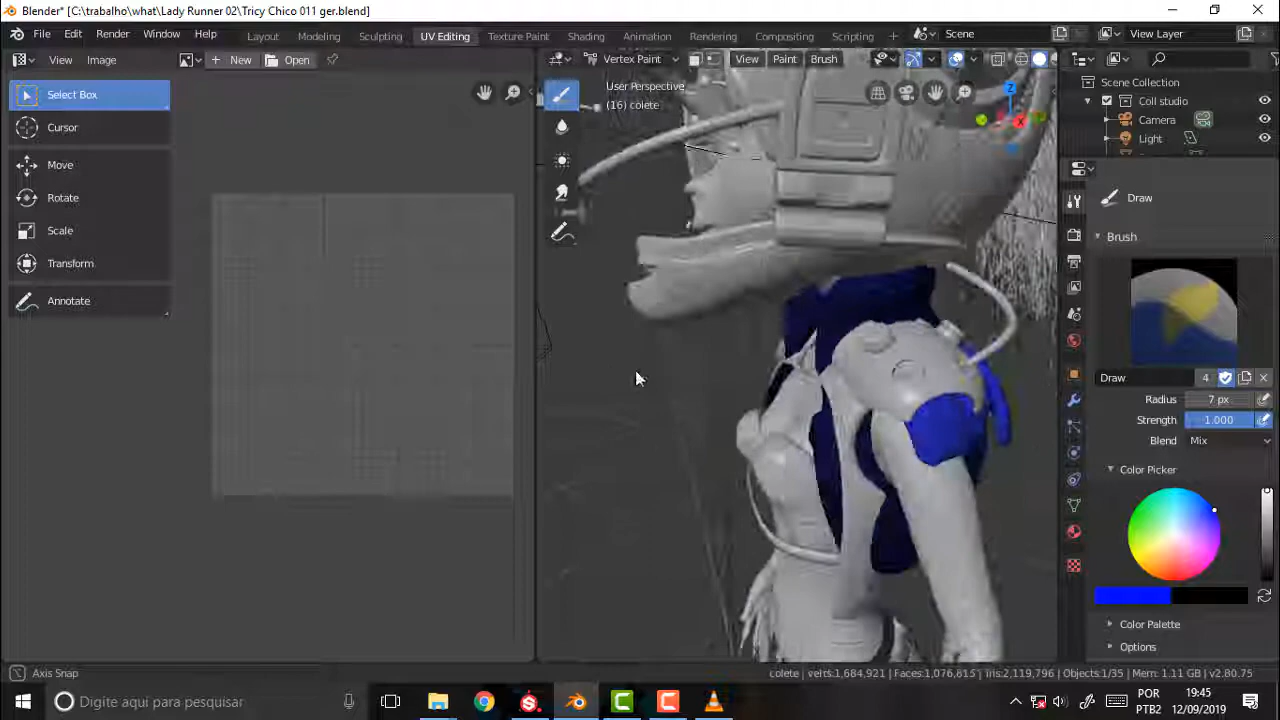 Blender* [C:\trabalho\what\Lady Runner 02\Tricy Chico 011 ger.blend]
File Edit Render Window Help Layout Modeling Sculpting UV Editing Texture Paint Shading Animation Rendering Compositing Scripting + Scene View Layer
View Image + New Open Vertex Paint View Paint Brush
Select Box
Cursor
Move
Rotate
Scale
Transform
Annotate
User Perspective
(16) colete
Z
X
Scene Collection
Coll studio
Camera
Light
Draw
Brush
Draw 4
Radius 7 px
Strength 1.000
Blend Mix
Color Picker
Color Palette
Options
Axis Snap
colete | Verts:1,684,921 | Faces:1,076,815 | Tris:2,119,796 | Objects:1/35 | Mem: 1.11 GB | v2.80.75
Digite aqui para pesquisar
POR
PTB2
19:45
12/09/2019